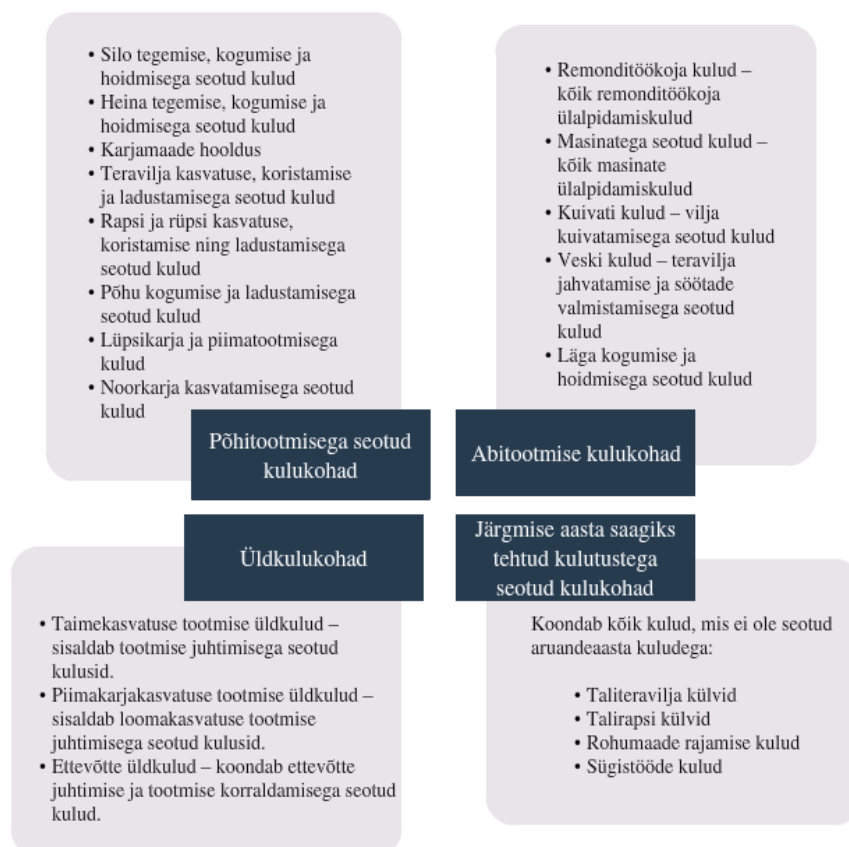 • Silo tegemise, kogumise ja
hoidmisega seotud kulud
• Heina tegemise, kogumise ja
hoidmisega seotud kulud
• Karjamaade hooldus
• Teravilja kasvatuse, koristamise
ja ladustamisega seotud kulud
• Rapsi ja rüpsi kasvatuse,
koristamise ning ladustamisega
seotud kulud
• Põhu kogumise ja ladustamisega
seotud kulud
• Lüpsikarja ja piimatootmisega
kulud
• Noorkarja kasvatamisega seotud
kulud
Põhitootmisega seotud
kulukohad
• Remonditöökoja kulud –
kõik remonditöökoja
ülalpidamiskulud
• Masinatega seotud kulud –
kõik masinate
ülalpidamiskulud
• Kuivati kulud – vilja
kuivatamisega seotud kulud
• Veski kulud – teravilja
jahvatamise ja söötade
valmistamisega seotud
kulud
• Läga kogumise ja
hoidmisega seotud kulud
Abitootmise kulukohad
Üldkulukohad
• Taimekasvatuse tootmise üldkulud –
sisaldab tootmise juhtimisega seotud
kulusid.
• Piimakarjakasvatuse tootmise üldkulud –
sisaldab loomakasvatuse tootmise
juhtimisega seotud kulusid.
• Ettevõtte üldkulud – koondab ettevõtte
juhtimise ja tootmise korraldamisega seotud
kulud.
Järgmise aasta saagiks
tehtud kulutustega
seotud kulukohad
Koondab kõik kulud, mis ei ole seotud
aruandeaasta kuludega:
• Taliteravilja külvid
• Talirapsi külvid
• Rohumaade rajamise kulud
• Sügistööde kulud